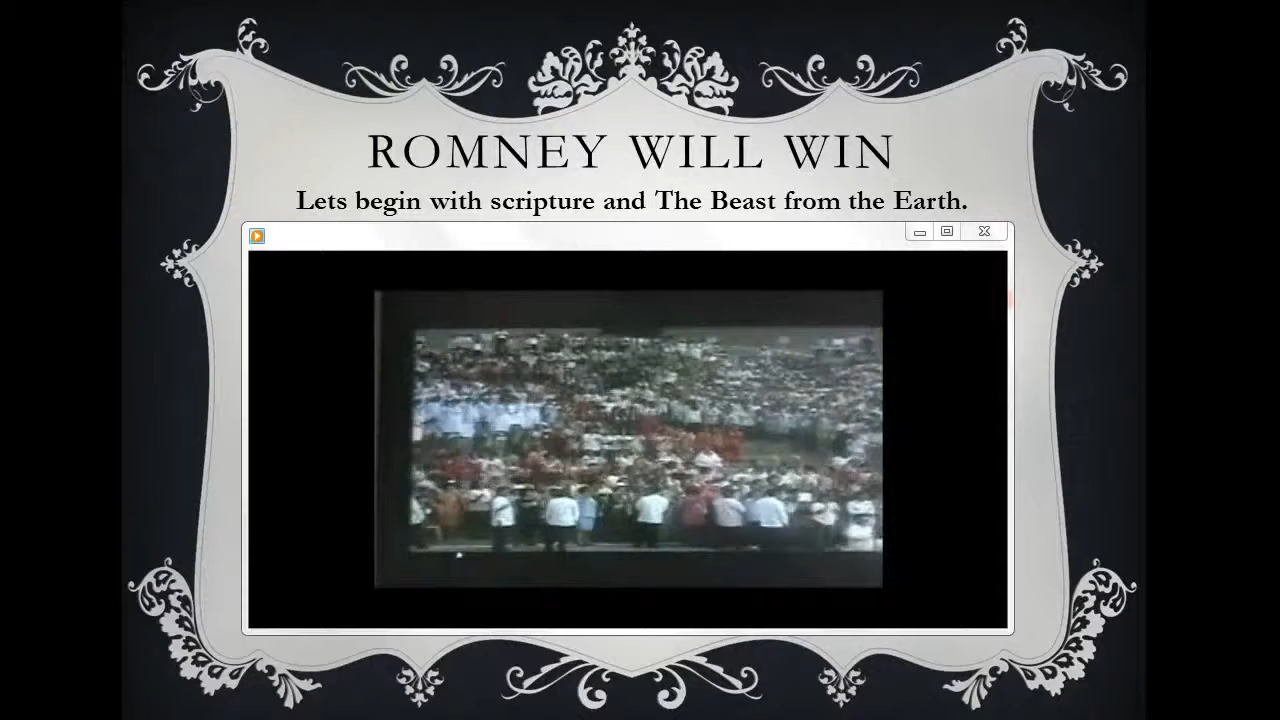 ROMNEY WILL WIN
Lets begin with scripture and The Beast from the Earth.